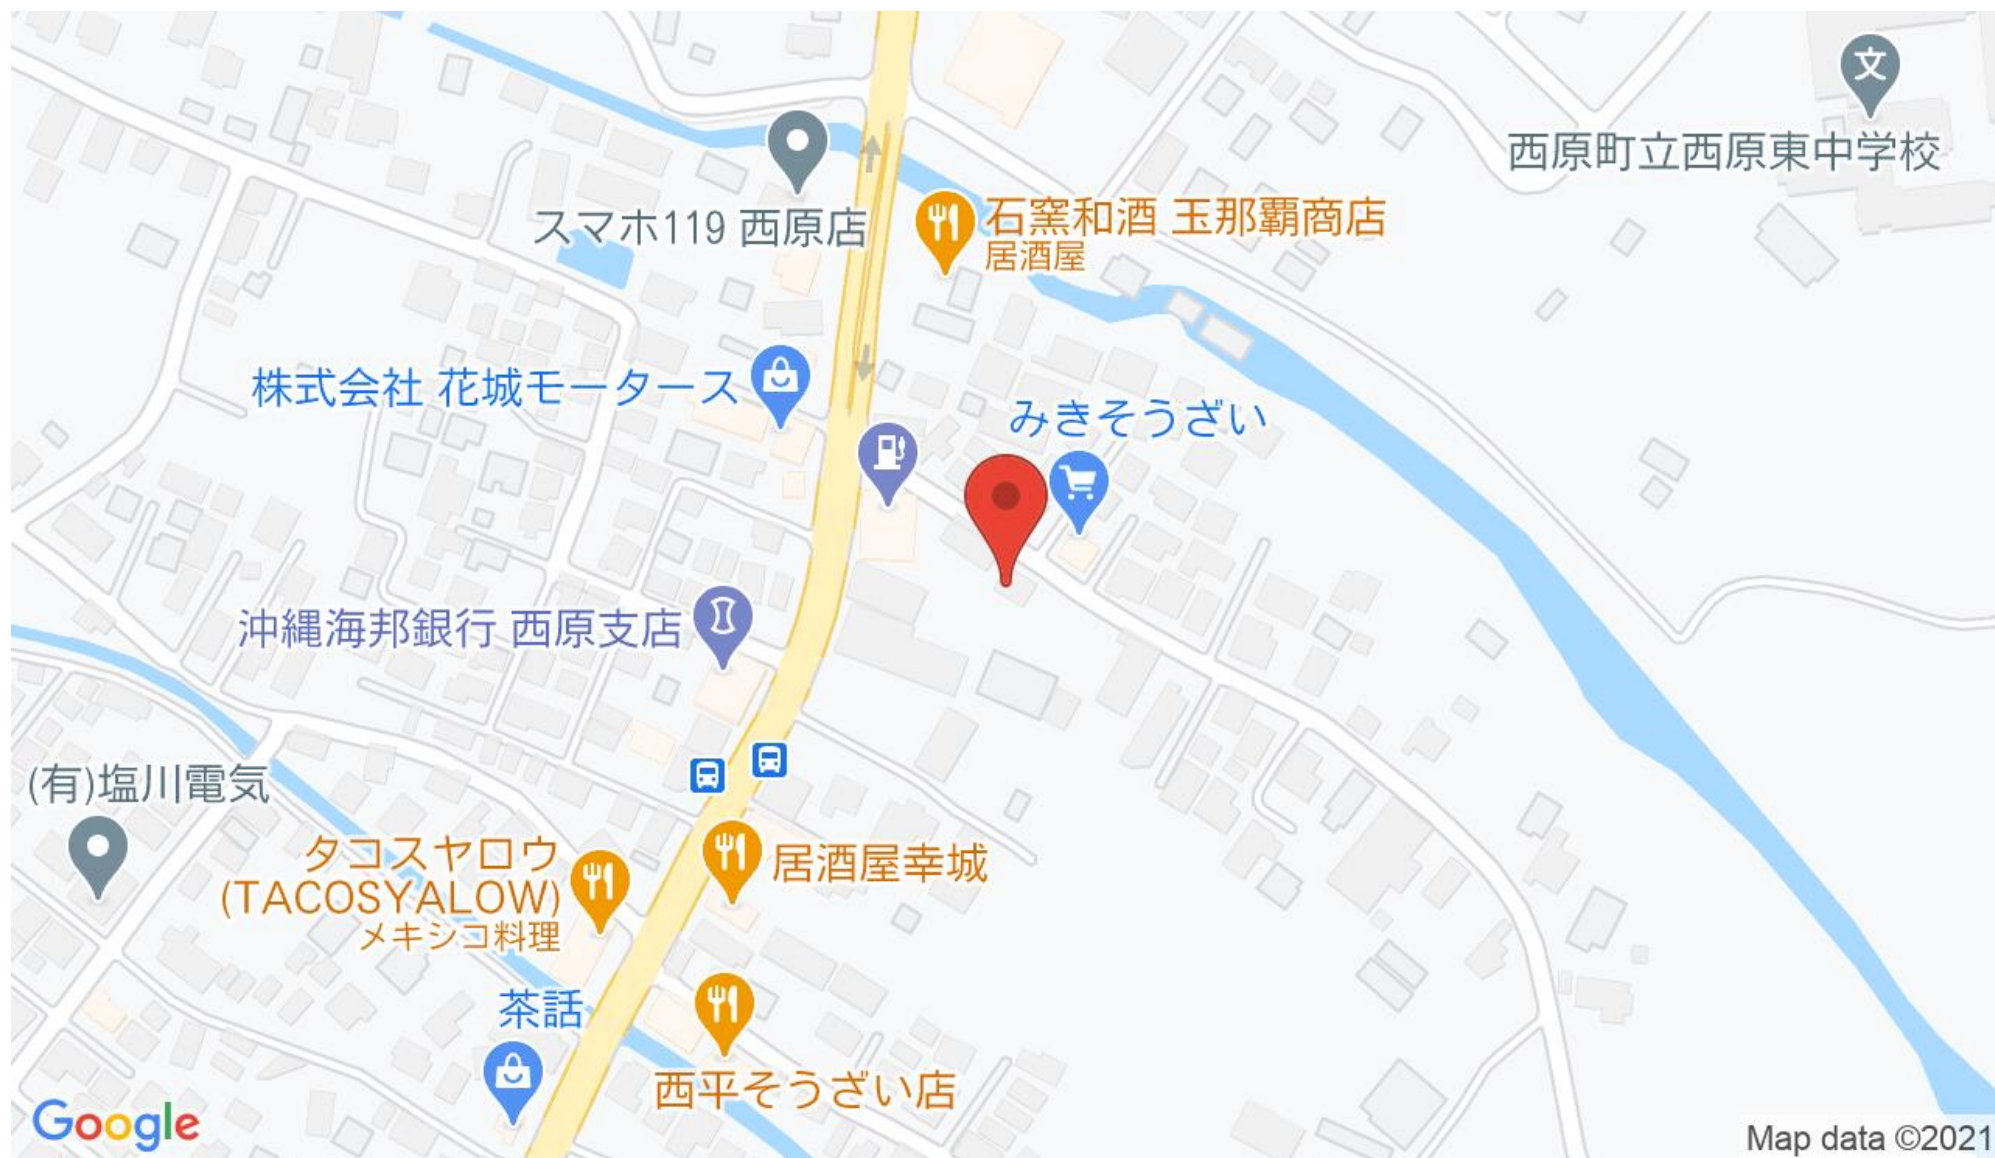 文
西原町立西原東中学校
スマホ119 西原店
石窯和酒 玉那覇商店
居酒屋
株式会社 花城モータース
みきそうざい
沖縄海邦銀行 西原支店
(有)塩川電気
タコスヤロウ
(TACOSYALOW)
メキシコ料理
居酒屋幸城
茶話
西平そうざい店
Google
Map data ©2021